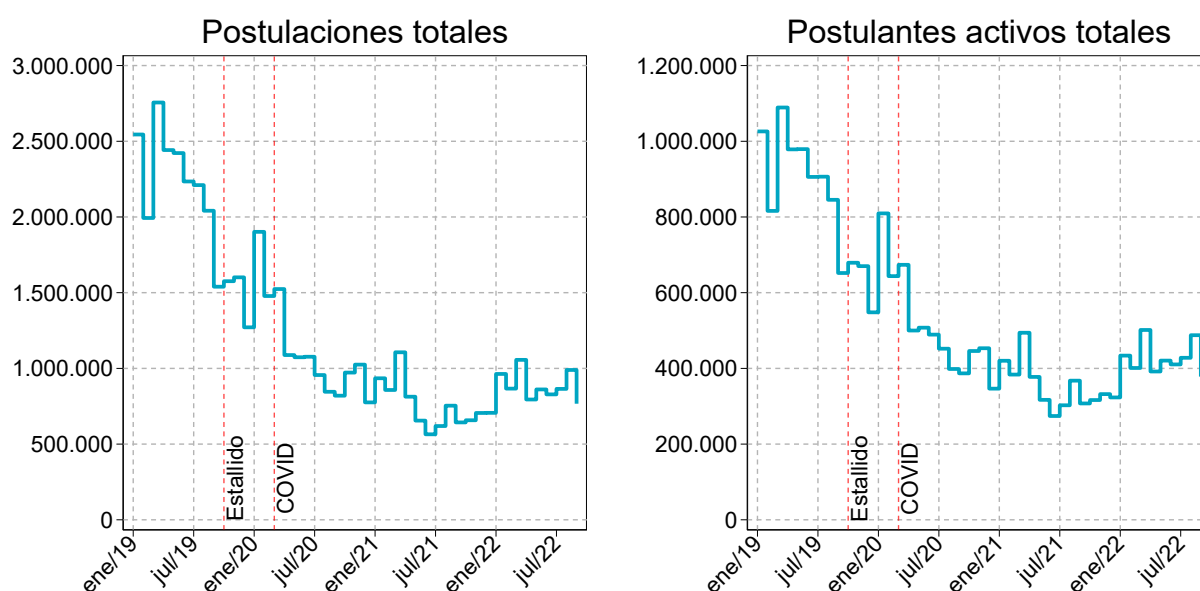 Postulaciones totales
3.000.000
2.500.000
2.000.000
1.500.000
1.000.000
500.000
0
Estallido
COVID
ene/19
jul/19
ene/20
jul/20
ene/21
jul/21
ene/22
jul/22
Postulantes activos totales
1.200.000
1.000.000
800.000
600.000
400.000
200.000
0
Estallido
COVID
ene/19
jul/19
ene/20
jul/20
ene/21
jul/21
ene/22
jul/22